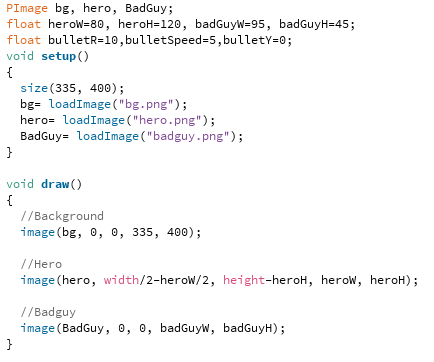 PImage bg, hero, BadGuy;
float heroW=80, heroH=120, badGuyW=95, badGuyH=45;
float bulletR=10,bulletSpeed=5,bulletY=0;
void setup()
{
  size(335, 400);
  bg= loadImage("bg.png");
  hero= loadImage("hero.png");
  BadGuy= loadImage("badguy.png");
}

void draw()
{
  //Background
  image(bg, 0, 0, 335, 400);

  //Hero
  image(hero, width/2-heroW/2, height-heroH, heroW, heroH);

  //Badguy
  image(BadGuy, 0, 0, badGuyW, badGuyH);
}